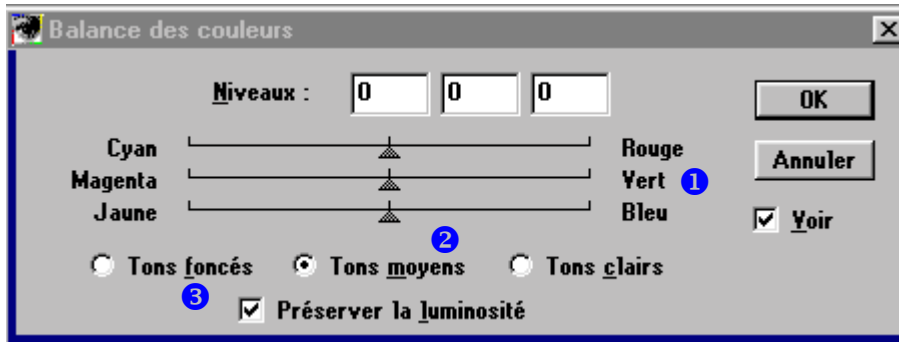 Balance des couleurs
Niveaux : 0 0 0
OK
Cyan Rouge
Annuler
Magenta Vert 1
Jaune Bleu
Voir
2
Tons foncés Tons moyens Tons clairs
3
Préserver la luminosité